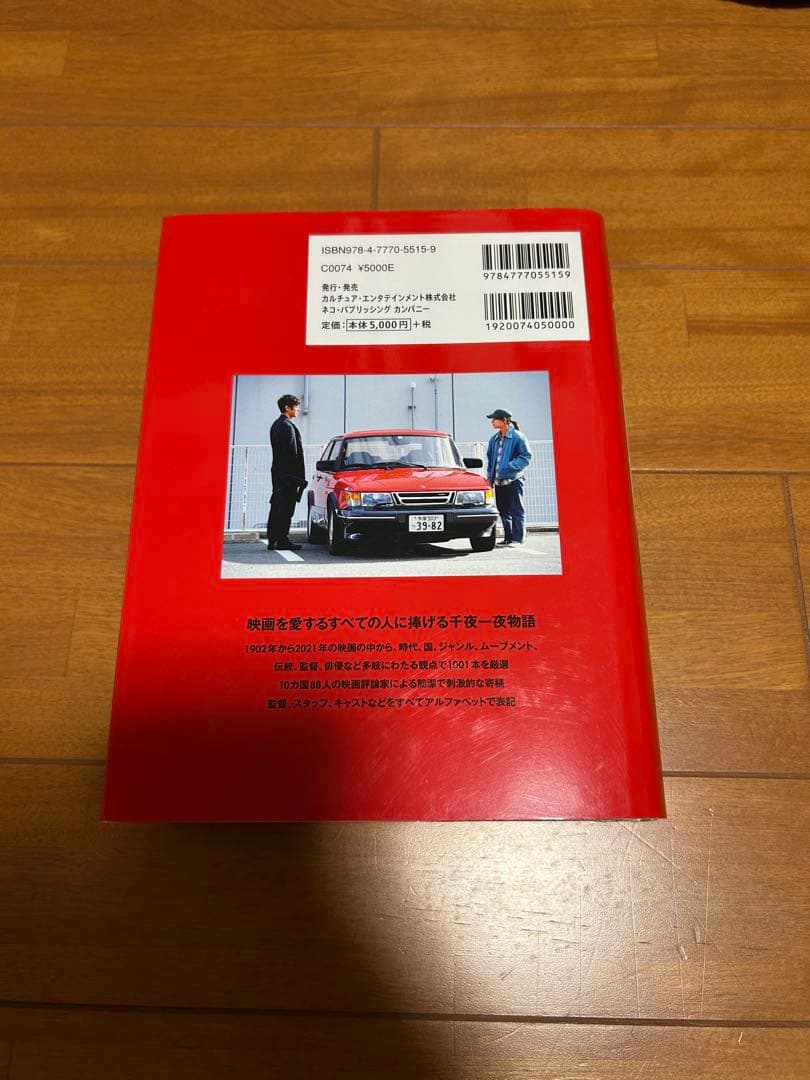 ISBN978-4-7770-5515-9
C0074 ¥5000E
発行・発売
カルチュア・エンタテインメント株式会社
ネコ・パブリッシング カンパニー
定価：本体 5,000円+税
9784777055159
1920074050000
39-82
映画を愛するすべての人に捧げる千夜一夜物語
1902年から2021年の映画の中から、時代、国、ジャンル、ムーブメント、
伝統、監督、俳優など多岐にわたる観点で1001本を厳選
10カ国88人の映画評論家による簡潔で刺激的な寄稿
監督、スタッフ、キャストなどをすべてアルファベットで表記